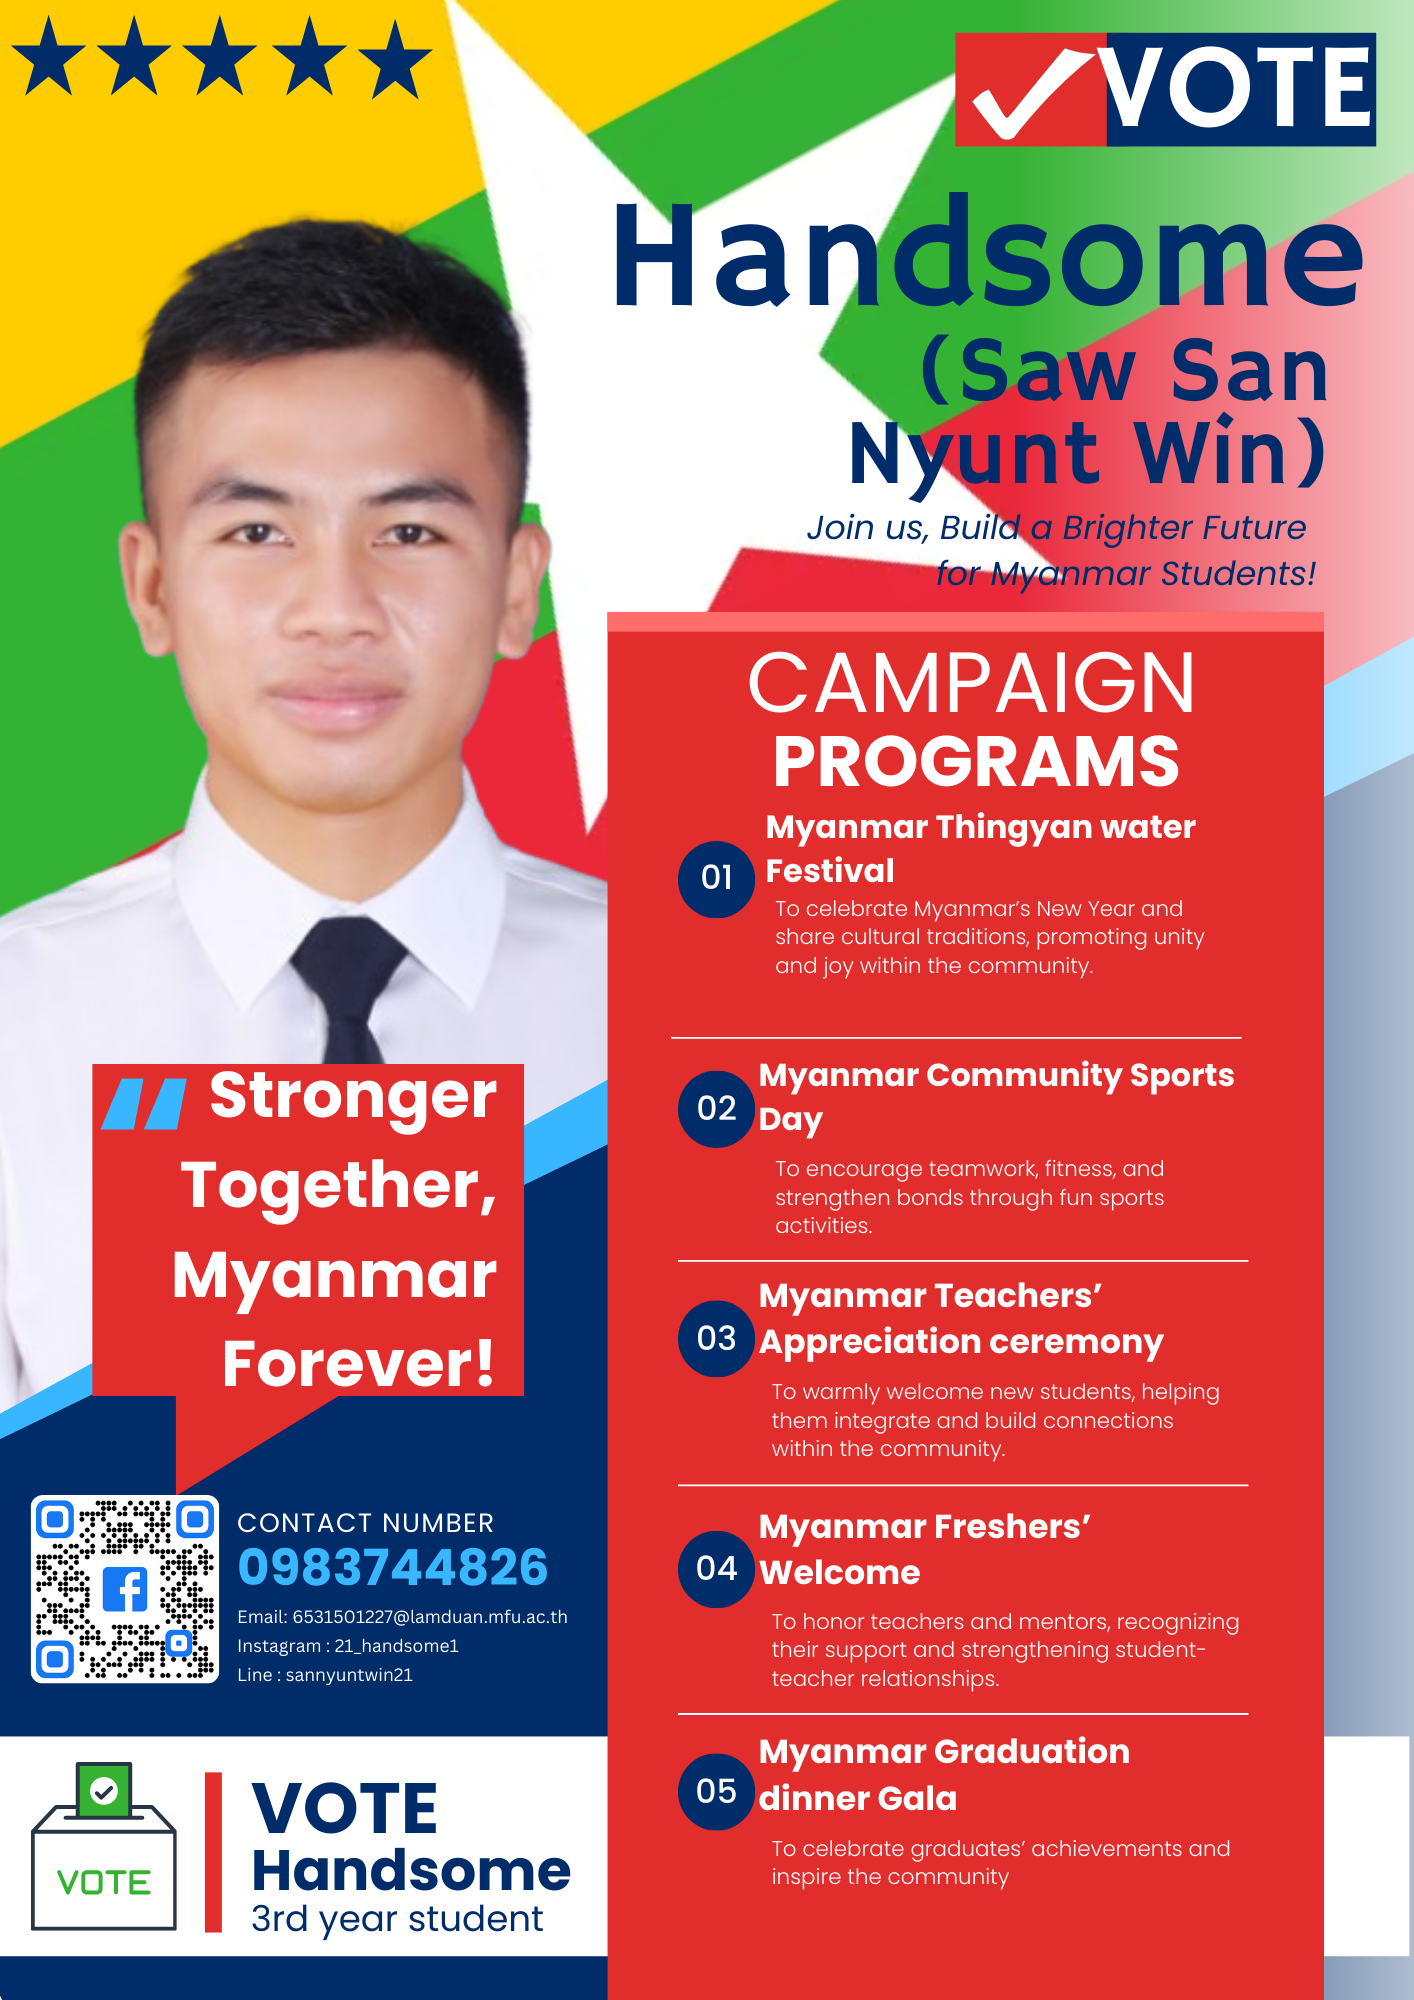 VOTE
Handsome
(Saw San
Nyunt Win)
Join us, Build a Brighter Future
for Myanmar Students!
CAMPAIGN
PROGRAMS
01
Myanmar Thingyan water
Festival
To celebrate Myanmar’s New Year and
share cultural traditions, promoting unity
and joy within the community.
02
Myanmar Community Sports
Day
To encourage teamwork, fitness, and
strengthen bonds through fun sports
activities.
03
Myanmar Teachers’
Appreciation ceremony
To warmly welcome new students, helping
them integrate and build connections
within the community.
04
Myanmar Freshers’
Welcome
To honor teachers and mentors, recognizing
their support and strengthening student-
teacher relationships.
05
Myanmar Graduation
dinner Gala
To celebrate graduates’ achievements and
inspire the community
Stronger
Together,
Myanmar
Forever!
CONTACT NUMBER
0983744826
Email: 6531501227@lamduan.mfu.ac.th
Instagram : 21_handsome1
Line : sannyuntwin21
VOTE
VOTE
Handsome
3rd year student